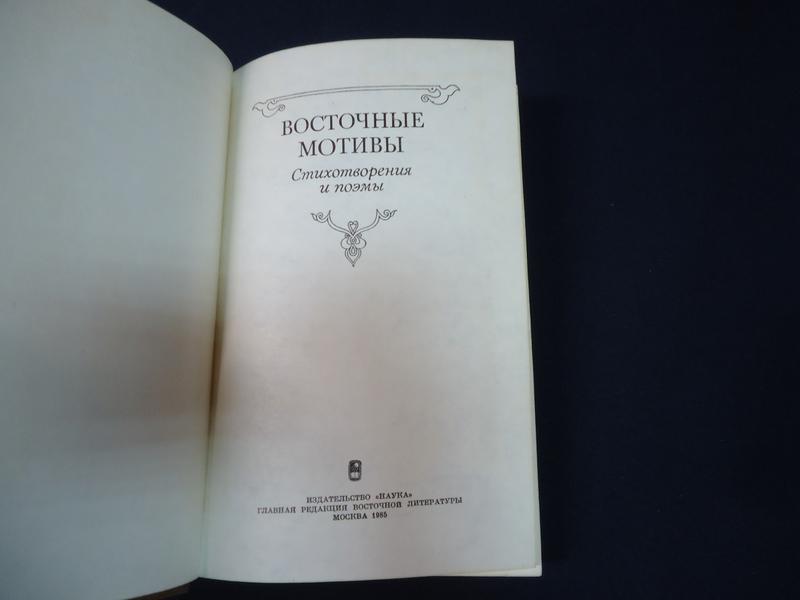 ВОСТОЧНЫЕ
МОТИВЫ
Стихотворения
и поэмы
ИЗДАТЕЛЬСТВО «НАУКА»
ГЛАВНАЯ РЕДАКЦИЯ ВОСТОЧНОЙ ЛИТЕРАТУРЫ
МОСКВА 1985